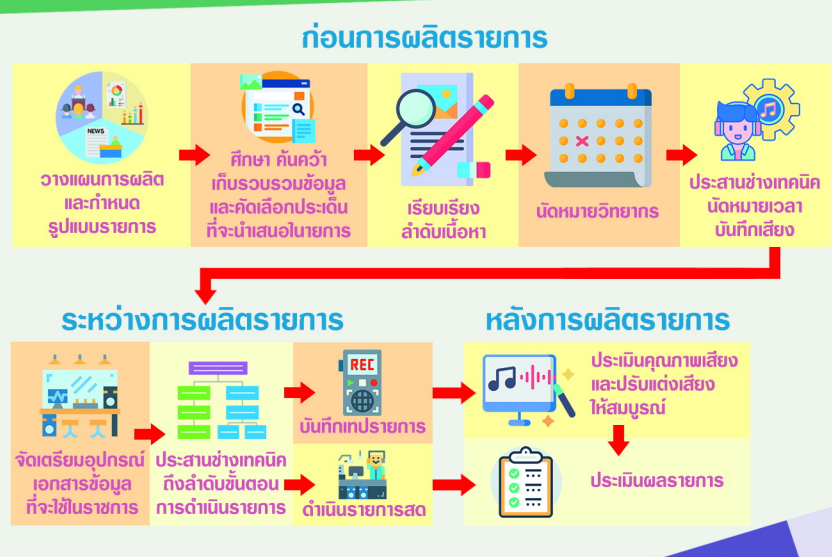 ก่อนการผลิตรายการ
NEWS
วางแผนการผลิต
และกำหนด
รูปแบบรายการ
ศึกษา ค้นคว้า
เก็บรวบรวมข้อมูล
และคัดเลือกประเด็น
ที่จะนำเสนอในายการ
เรียบเรียง
ลำดับเนื้อหา
นัดหมายวิทยากร
ประสานช่างเทคนิค
นัดหมายเวลา
บันทึกเสียง
ระหว่างการผลิตรายการ
จัดเตรียมอุปกรณ์
เอกสารข้อมูล
ที่จะใช้ในราชการ
ประสานช่างเทคนิค
ถึงลำดับขั้นตอน
การดำเนินรายการ
REC
บันทึกเทปรายการ
ดำเนินรายการสด
หลังการผลิตรายการ
ประเมินคุณภาพเสียง
และปรับแต่งเสียง
ให้สมบูรณ์
ประเมินผลรายการ